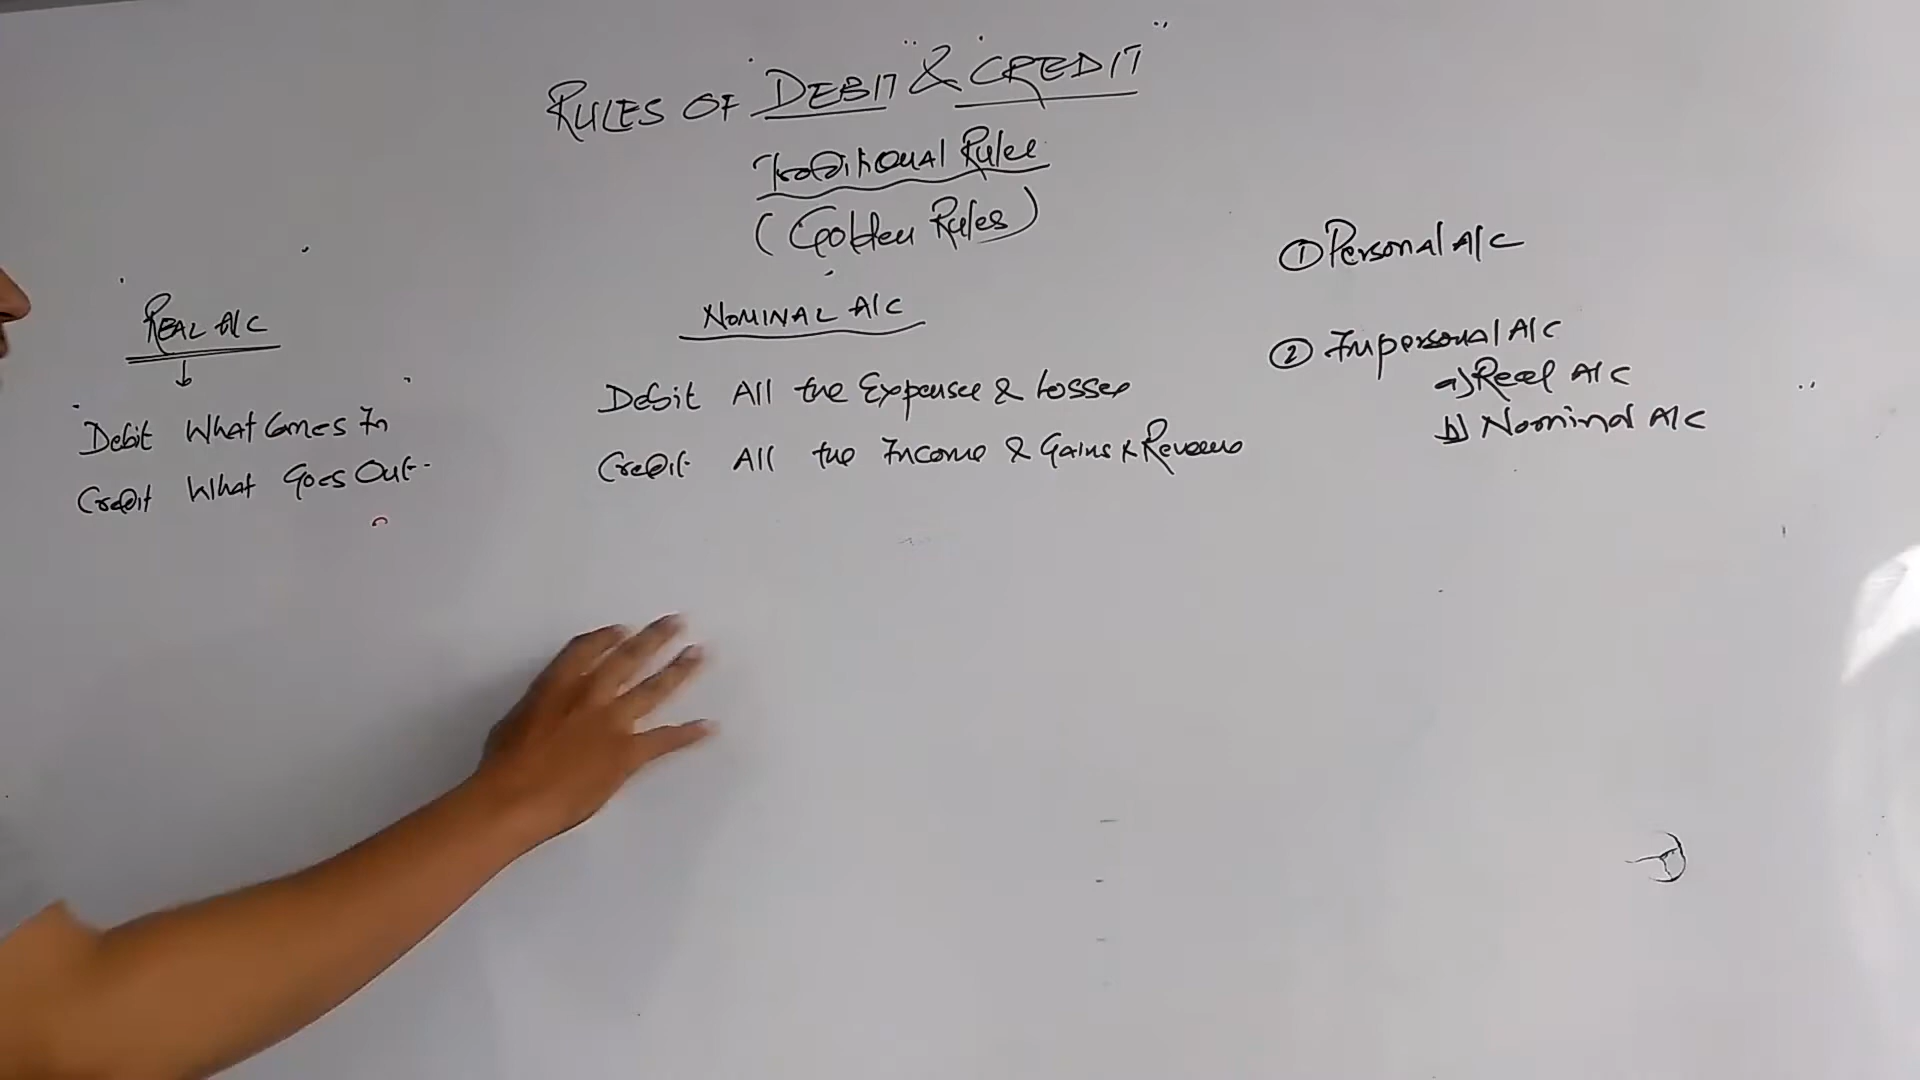 RULES OF "DEBIT" & "CREDIT"
Traditional Rules
(Golden Rules)
REAL A/C
Debit What Comes In
Credit What Goes Out
NOMINAL A/C
Debit All the Expenses & Losses
Credit All the Income & Gains & Revenue
① Personal A/C
② Impersonal A/C
a) Real A/C
b) Nominal A/C